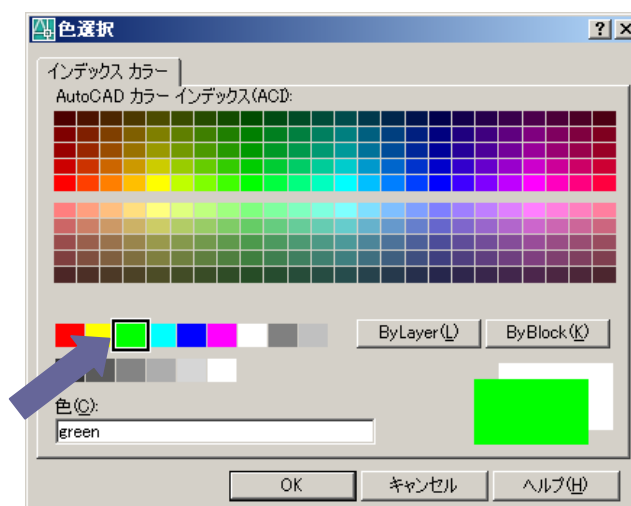 色選択
インデックス カラー
AutoCAD カラー インデックス(ACI):
ByLayer(L) ByBlock(K)
色(C):
green
OK キャンセル ヘルプ(H)